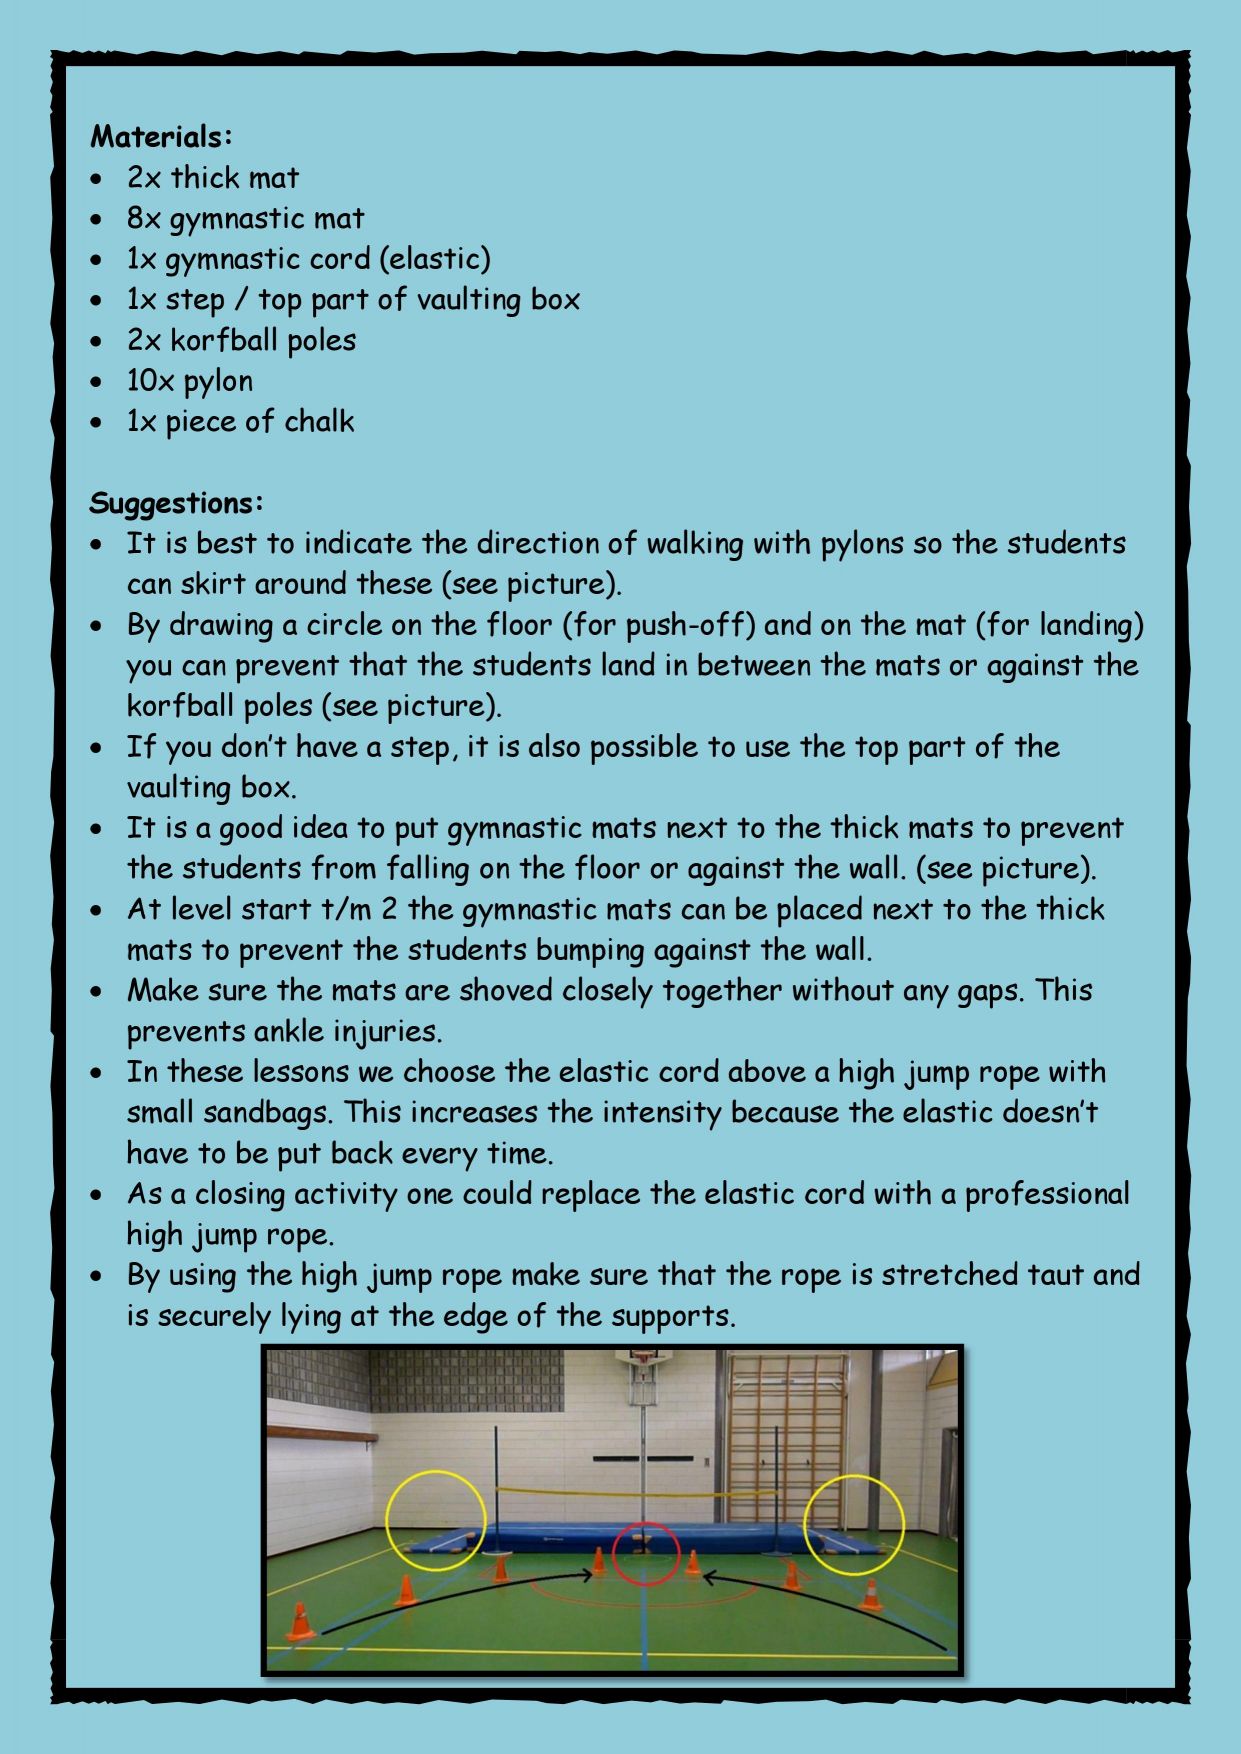 Materials:
• 2x thick mat
• 8x gymnastic mat
• 1x gymnastic cord (elastic)
• 1x step / top part of vaulting box
• 2x korfball poles
• 10x pylon
• 1x piece of chalk
Suggestions:
• It is best to indicate the direction of walking with pylons so the students
can skirt around these (see picture).
• By drawing a circle on the floor (for push-off) and on the mat (for landing)
you can prevent that the students land in between the mats or against the
korfball poles (see picture).
• If you don’t have a step, it is also possible to use the top part of the
vaulting box.
• It is a good idea to put gymnastic mats next to the thick mats to prevent
the students from falling on the floor or against the wall. (see picture).
• At level start t/m 2 the gymnastic mats can be placed next to the thick
mats to prevent the students bumping against the wall.
• Make sure the mats are shoved closely together without any gaps. This
prevents ankle injuries.
• In these lessons we choose the elastic cord above a high jump rope with
small sandbags. This increases the intensity because the elastic doesn’t
have to be put back every time.
• As a closing activity one could replace the elastic cord with a professional
high jump rope.
• By using the high jump rope make sure that the rope is stretched taut and
is securely lying at the edge of the supports.